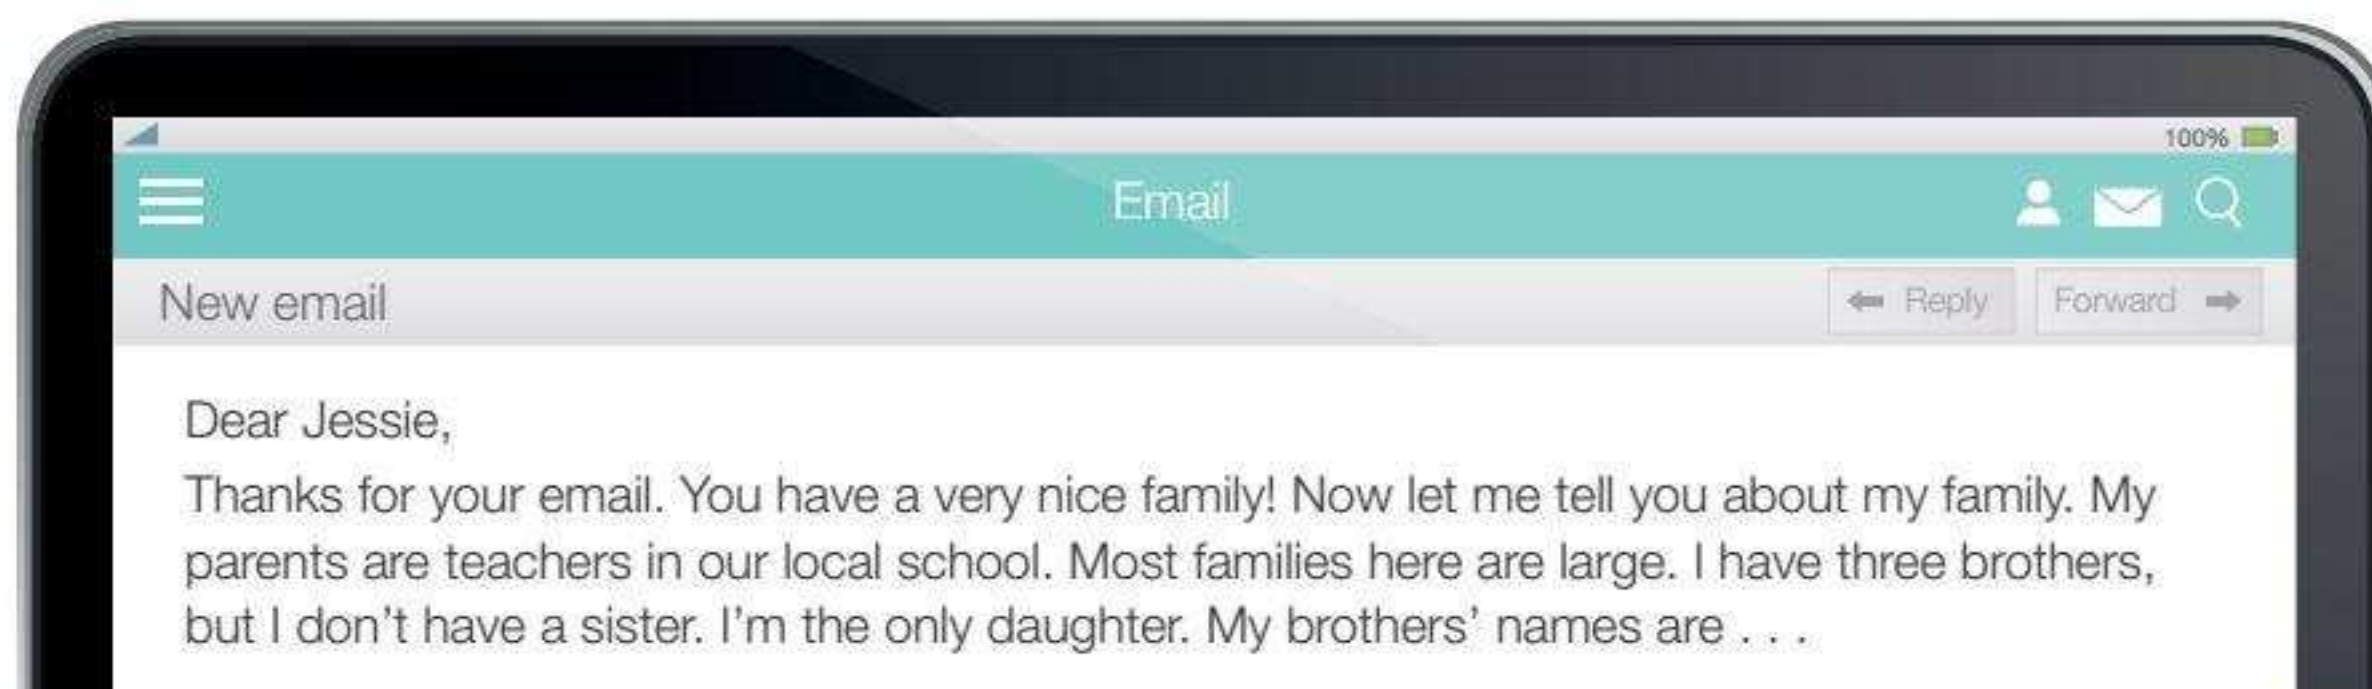 100%
Email
New email
Reply
Forward
Dear Jessie,
Thanks for your email. You have a very nice family! Now let me tell you about my family. My
parents are teachers in our local school. Most families here are large. I have three brothers,
but I don’t have a sister. I’m the only daughter. My brothers’ names are . . .